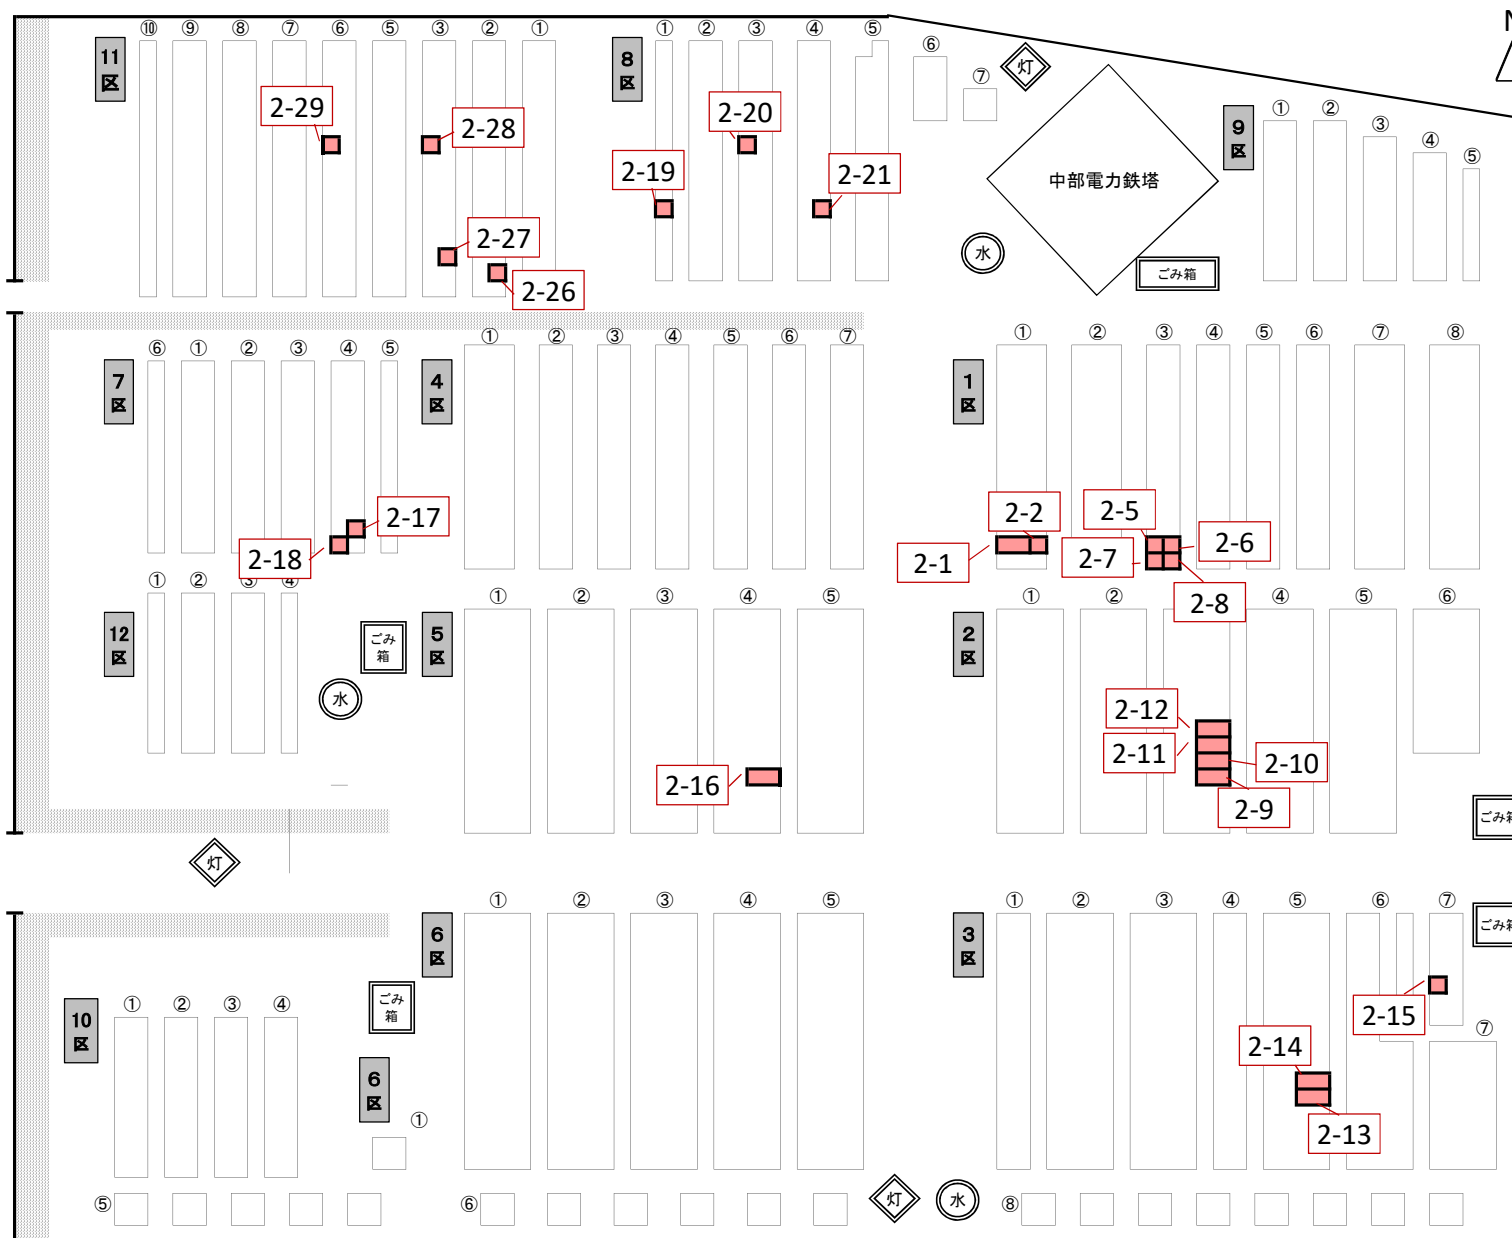 ⑩ ⑨ ⑧ ⑦ ⑥ ⑤ ③ ② ①
11
区
2-29
2-28
2-27
2-26
① ② ③ ④ ⑤ ⑥ ⑦
8
区
2-20
2-19
2-21
灯
中部電力鉄塔
水
ごみ箱
① ② ③ ④ ⑤
9
区
⑥ ① ② ③ ④ ⑤
7
区
2-17
2-18
① ② ③ ④ ⑤ ⑥ ⑦
4
区
① ② ③ ④ ⑤ ⑥ ⑦ ⑧
1
区
2-2
2-1
2-5
2-6
2-7
2-8
① ② ③ ④
12
区
ごみ
箱
水
① ② ③ ④ ⑤
5
区
2-16
① ② ④ ⑤ ⑥
2
区
2-12
2-11
2-10
2-9
灯
① ② ③ ④ ⑤
6
区
① ② ③ ④ ⑤ ⑥ ⑦
3
区
2-15
⑦
2-14
2-13
① ② ③ ④
10
区
ごみ
箱
6
区
①
⑤
⑥
灯
水
⑧